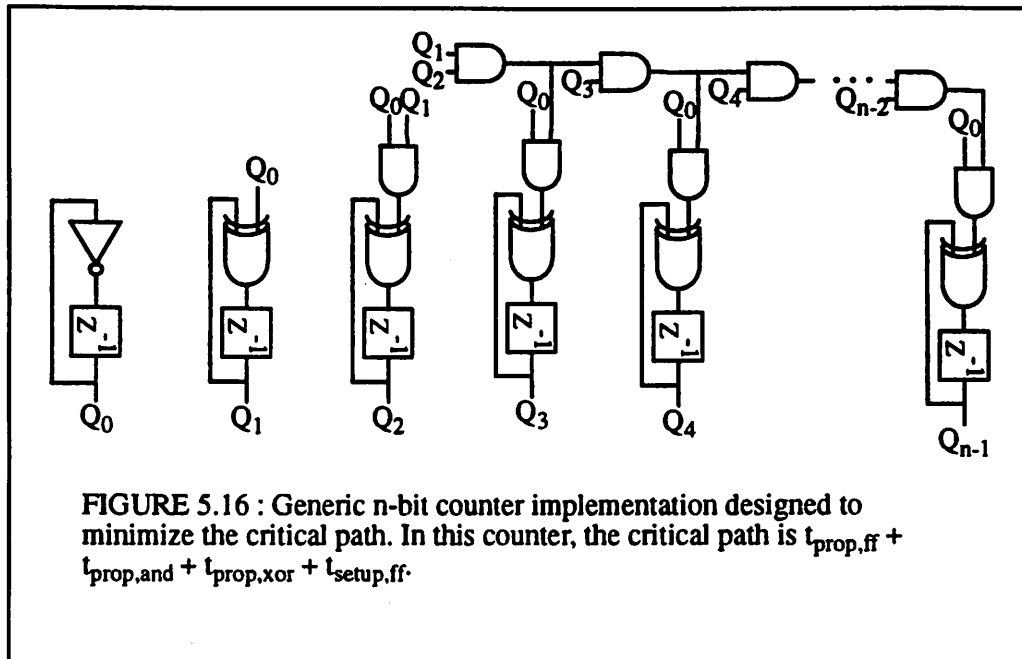 Q1
Q2
Q3
Q4
Qn-2
Q0Q1
Q0
Q0
Q0
Q0
Z-1
Z-1
Z-1
Z-1
Z-1
Z-1
Q0
Q1
Q2
Q3
Q4
Qn-1
FIGURE 5.16 : Generic n-bit counter implementation designed to
minimize the critical path. In this counter, the critical path is tprop,ff +
tprop,and + tprop,xor + tsetup,ff.